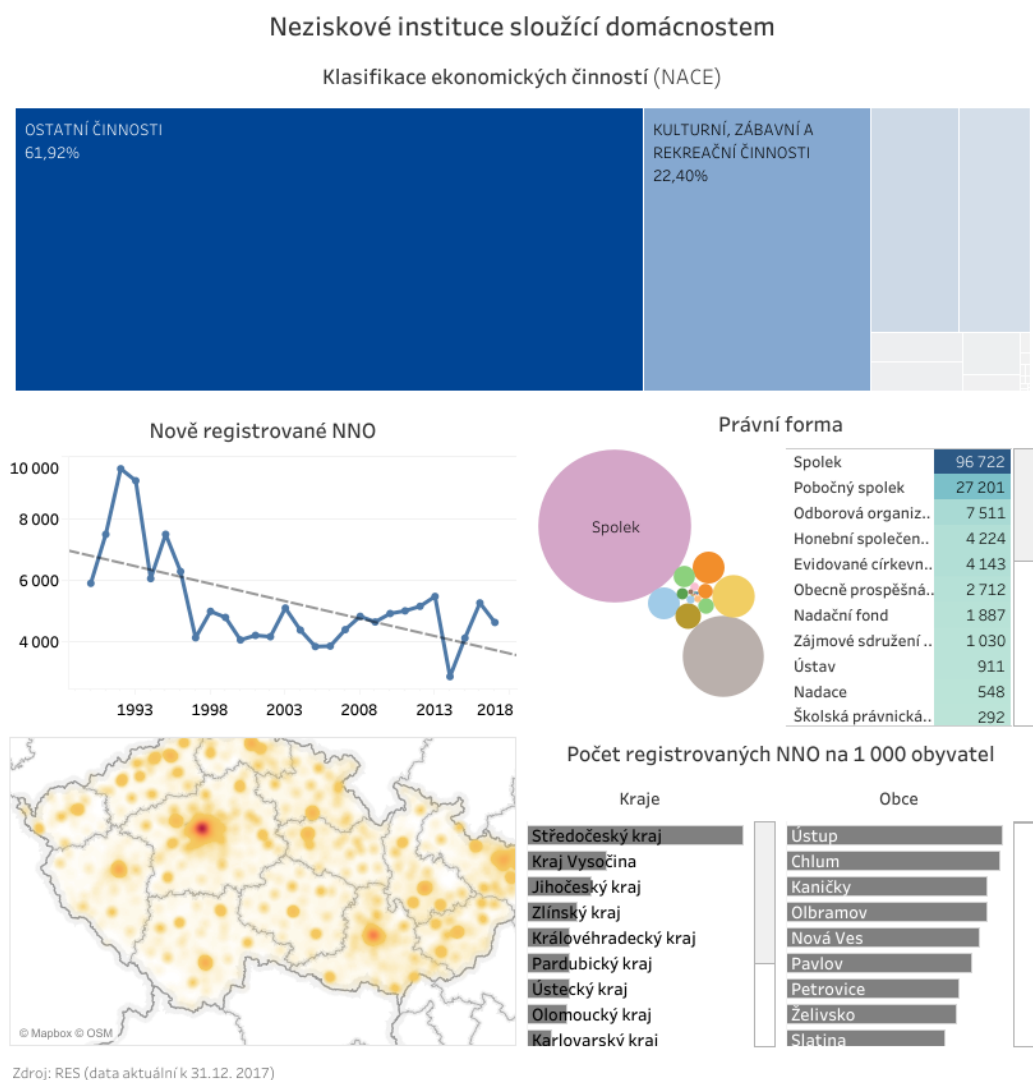 Neziskové instituce sloužící domácnostem
Klasifikace ekonomických činností (NACE)
OSTATNÍ ČINNOSTI
61,92%
KULTURNÍ, ZÁBAVNÍ A
REKREAČNÍ ČINNOSTI
22,40%
Nově registrované NNO
10 000
8 000
6 000
4 000
1993 1998 2003 2008 2013 2018
Právní forma
Spolek
Spolek 96 722
Pobočný spolek 27 201
Odborová organiz.. 7 511
Honební společen.. 4 224
Evidované církevn.. 4 143
Obecně prospěšná.. 2 712
Nadační fond 1 887
Zájmové sdružení .. 1 030
Ústav 911
Nadace 548
Školská právnická.. 292
© Mapbox © OSM
Počet registrovaných NNO na 1 000 obyvatel
Kraje
Středočeský kraj
Kraj Vysočina
Jihočeský kraj
Zlínský kraj
Královéhradecký kraj
Pardubický kraj
Ústecký kraj
Olomoucký kraj
Karlovarský kraj
Obce
Ústup
Chlum
Kaničky
Olbramov
Nová Ves
Pavlov
Petrovice
Želivsko
Slatina
Zdroj: RES (data aktuální k 31.12. 2017)